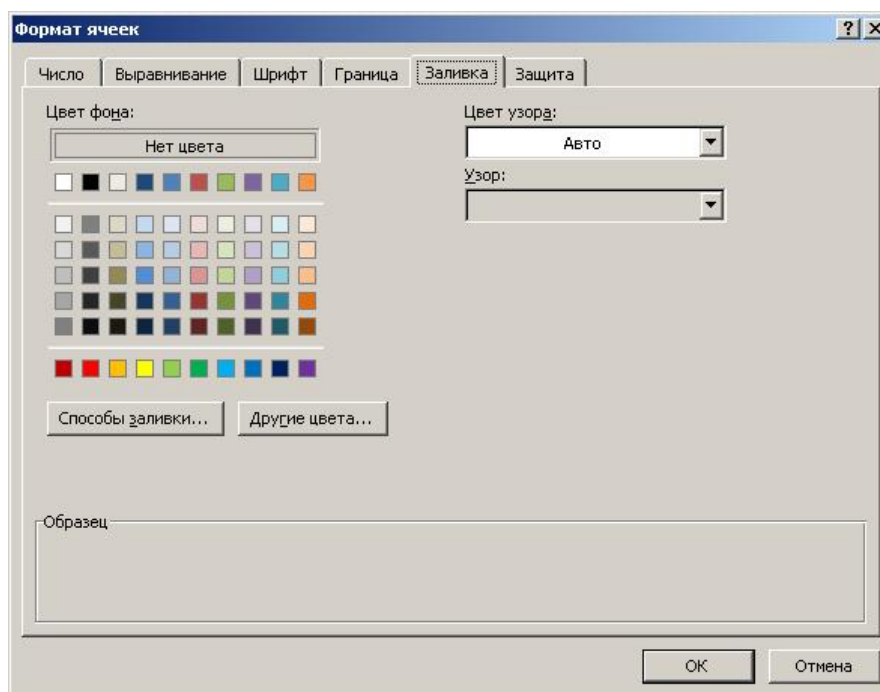 Формат ячеек
Число Выравнивание Шрифт Граница Заливка Защита
Цвет фона:
Нет цвета
Цвет узора:
Авто
Узор:
Способы заливки... Другие цвета...
Образец
ОК Отмена